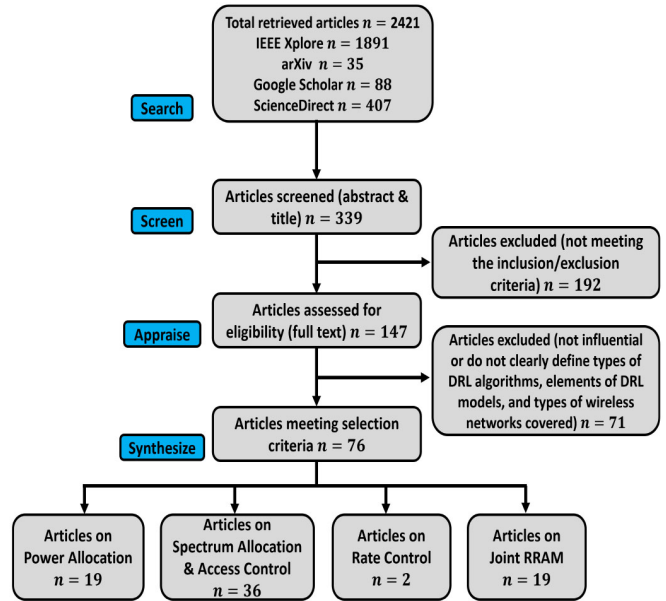 Total retrieved articles n = 2421
IEEE Xplore n = 1891
arXiv n = 35
Google Scholar n = 88
ScienceDirect n = 407
Search
Articles screened (abstract &
title) n = 339
Screen
Articles excluded (not meeting
the inclusion/exclusion
criteria) n = 192
Articles assessed for
eligibility (full text) n = 147
Appraise
Articles excluded (not influential
or do not clearly define types of
DRL algorithms, elements of DRL
models, and types of wireless
networks covered) n = 71
Articles meeting selection
criteria n = 76
Synthesize
Articles on
Power Allocation
n = 19
Articles on
Spectrum Allocation
& Access Control
n = 36
Articles on
Rate Control
n = 2
Articles on
Joint RRAM
n = 19